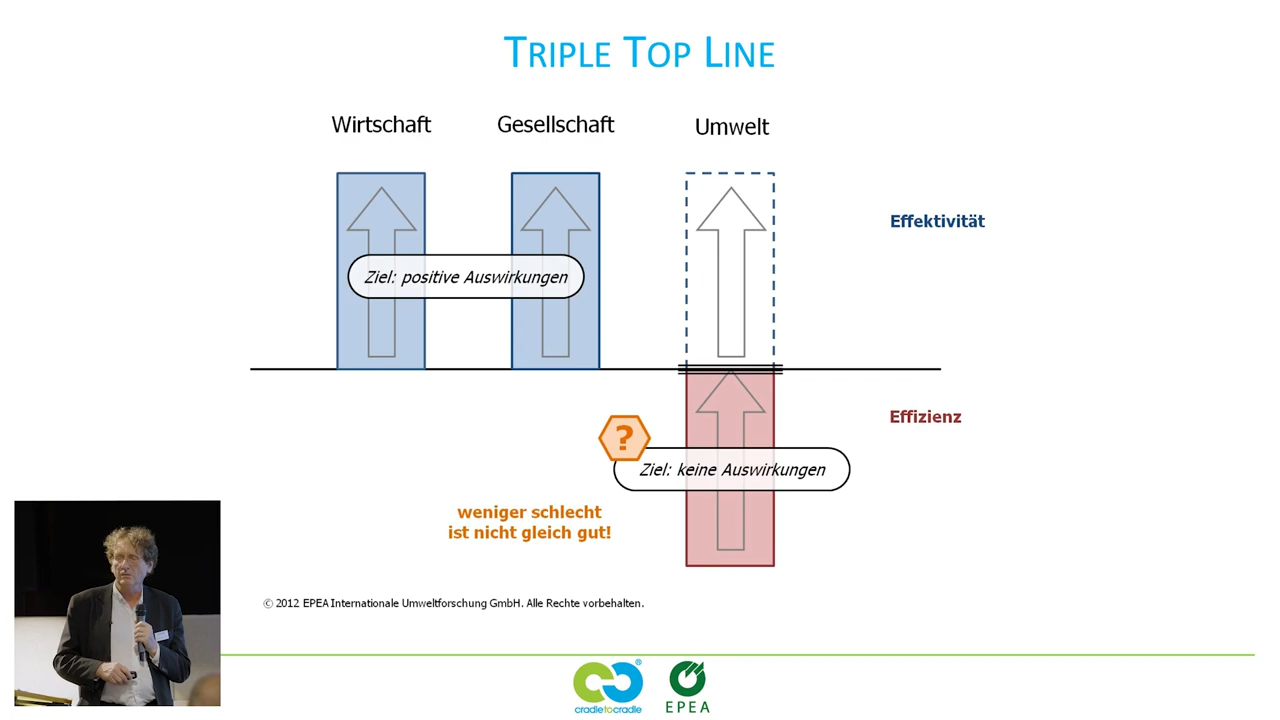 TRIPLE TOP LINE
Wirtschaft
Gesellschaft
Umwelt
Effektivität
Ziel: positive Auswirkungen
Effizienz
?
Ziel: keine Auswirkungen
weniger schlecht
ist nicht gleich gut!
© 2012 EPEA Internationale Umweltforschung GmbH. Alle Rechte vorbehalten.
®
cradletocradle
EPEA